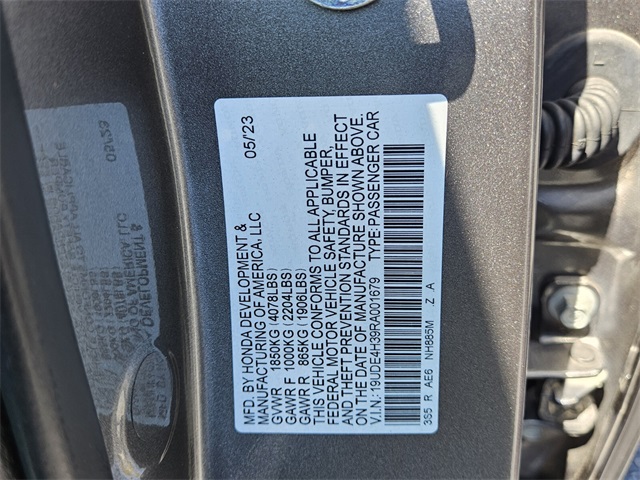 MFD. BY HONDA DEVELOPMENT & 05/23
MANUFACTURING OF AMERICA, LLC
GVWR 1850KG (4078LBS)
GAWR F 1000KG (2204LBS)
GAWR R 865KG (1906LBS)
THIS VEHICLE CONFORMS TO ALL APPLICABLE
FEDERAL MOTOR VEHICLE SAFETY, BUMPER,
AND THEFT PREVENTION STANDARDS IN EFFECT
ON THE DATE OF MANUFACTURE SHOWN ABOVE.
V.I.N: 19UDE4H39RA001679 TYPE: PASSENGER CAR
3S5 R AE6 NH885M Z A